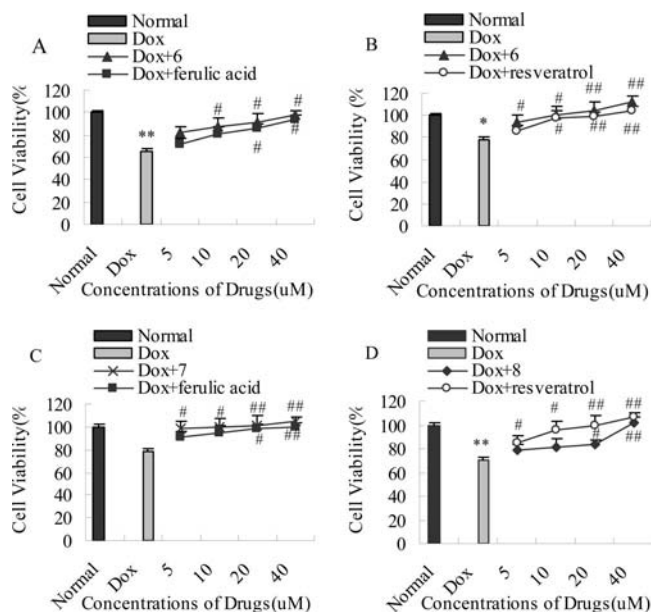 A
Normal
Dox
Dox+6
Dox+ferulic acid
Cell Viability(%
120
100
80
60
40
20
0
**
#
#
#
#
#
Normal
Dox
5
10
20
40
Concentrations of Drugs(uM)
B
Normal
Dox
Dox+6
Dox+resveratrol
Cell Viability(%
120
100
80
60
40
20
0
*
#
#
##
##
#
##
##
Normal
Dox
5
10
20
40
Concentrations of Drugs(uM)
C
Normal
Dox
Dox+7
Dox+ferulic acid
Cell Viability(%
120
100
80
60
40
20
0
#
#
##
##
#
##
Normal
Dox
5
10
20
40
Concentrations of Drugs(uM)
D
Normal
Dox
Dox+8
Dox+resveratrol
Cell Viability(%
120
100
80
60
40
20
0
**
#
#
##
##
#
##
Normal
Dox
5
10
20
40
Concentrations of Drugs(uM)